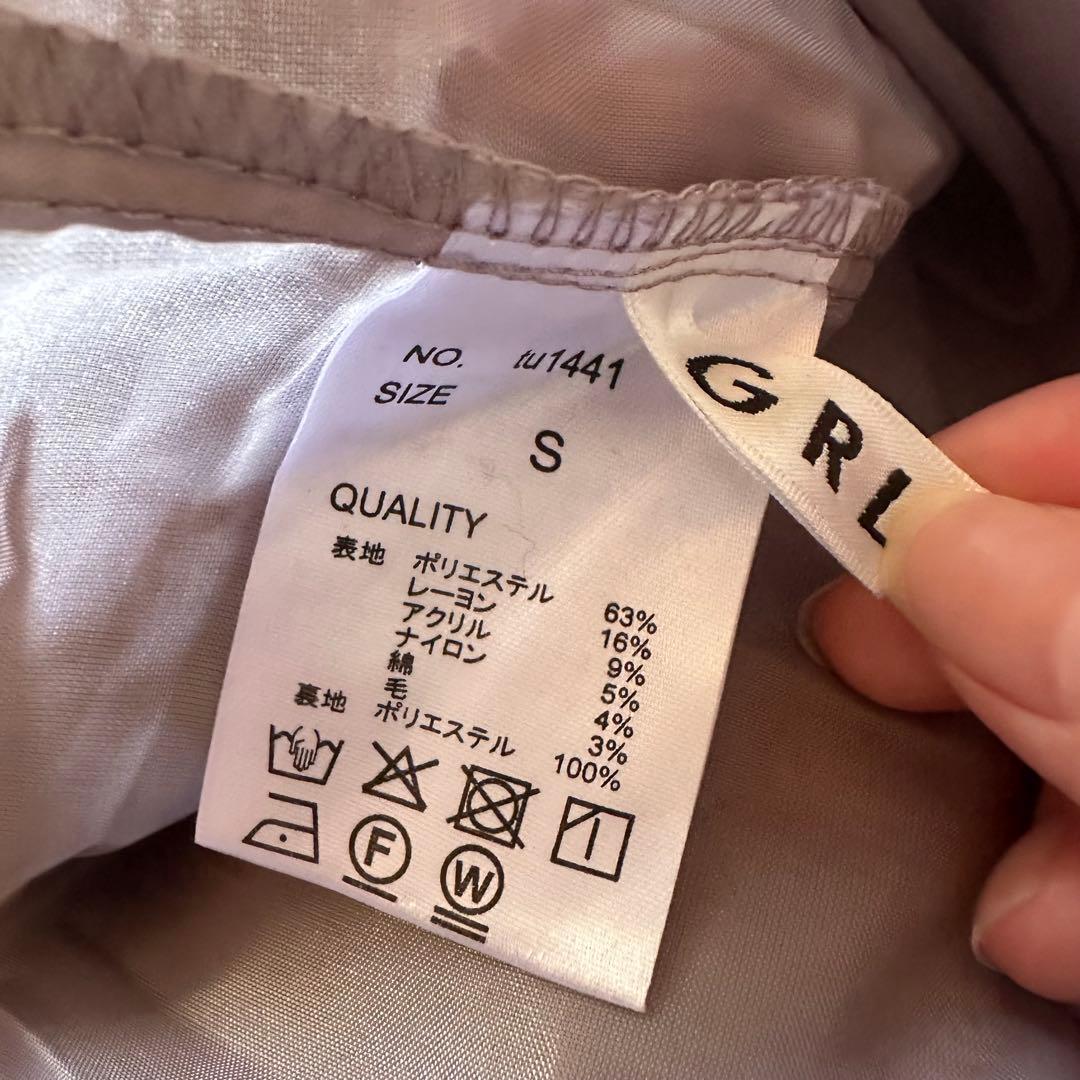 NO. tu1441
SIZE
S
QUALITY
表地 ポリエステル 63%
レーヨン 16%
アクリル 9%
ナイロン 5%
綿 4%
毛 3%
裏地 ポリエステル 100%
F
W
GRL